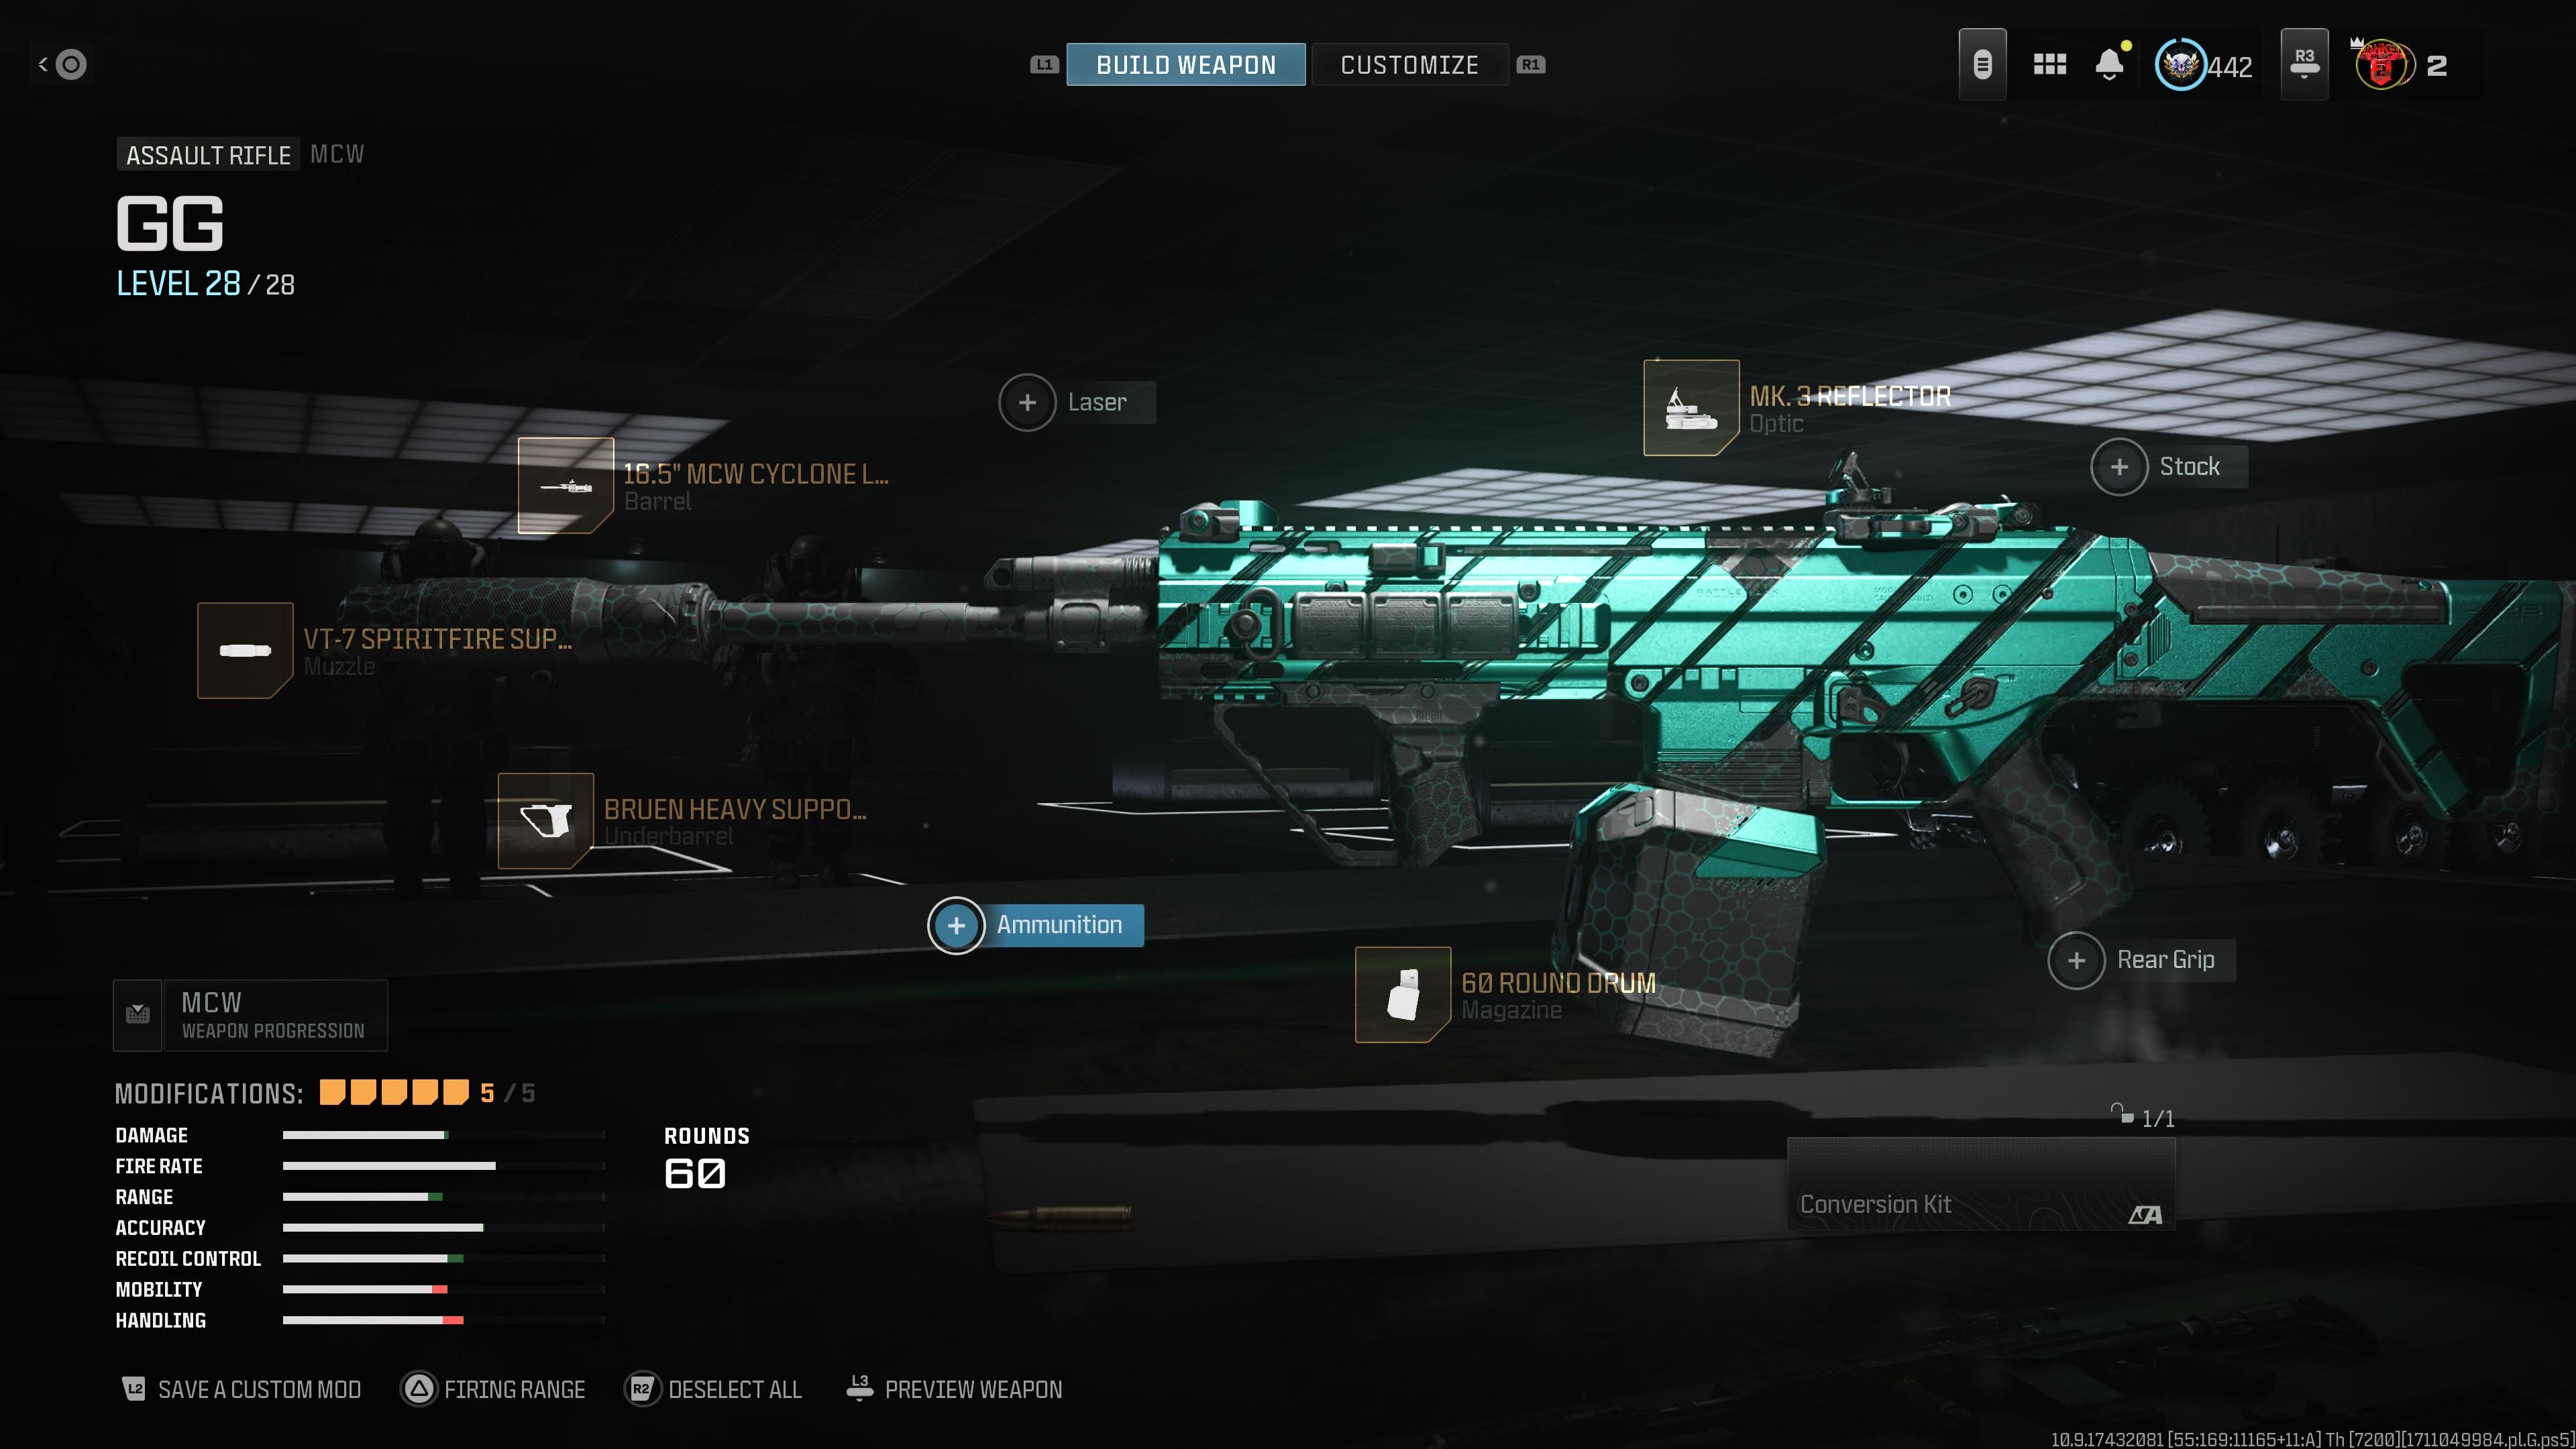 L1 BUILD WEAPON CUSTOMIZE R1
442 R3 2
ASSAULT RIFLE MCW
GG
LEVEL 28 / 28
Laser
MK. 3 REFLECTOR
Optic
Stock
16.5" MCW CYCLONE L...
Barrel
VT-7 SPIRITFIRE SUP...
Muzzle
BRUEN HEAVY SUPPO...
Underbarrel
Ammunition
60 ROUND DRUM
Magazine
Rear Grip
MCW
WEAPON PROGRESSION
MODIFICATIONS: 5 / 5
DAMAGE
FIRE RATE
RANGE
ACCURACY
RECOIL CONTROL
MOBILITY
HANDLING
ROUNDS
60
1/1
Conversion Kit
L2 SAVE A CUSTOM MOD FIRING RANGE R2 DESELECT ALL L3 PREVIEW WEAPON
10.9.17432081 [55:169:11165+11:A] Th [7200][1711049984.pl.G.ps5]